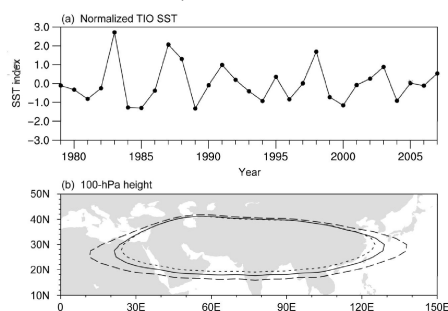 (a) Normalized TIO SST
3.0
2.0
1.0
0.0
−1.0
−2.0
−3.0
SST index
1980 1985 1990 1995 2000 2005
Year
(b) 100-hPa height
50N
40N
30N
20N
10N
0 30E 60E 90E 120E 150E